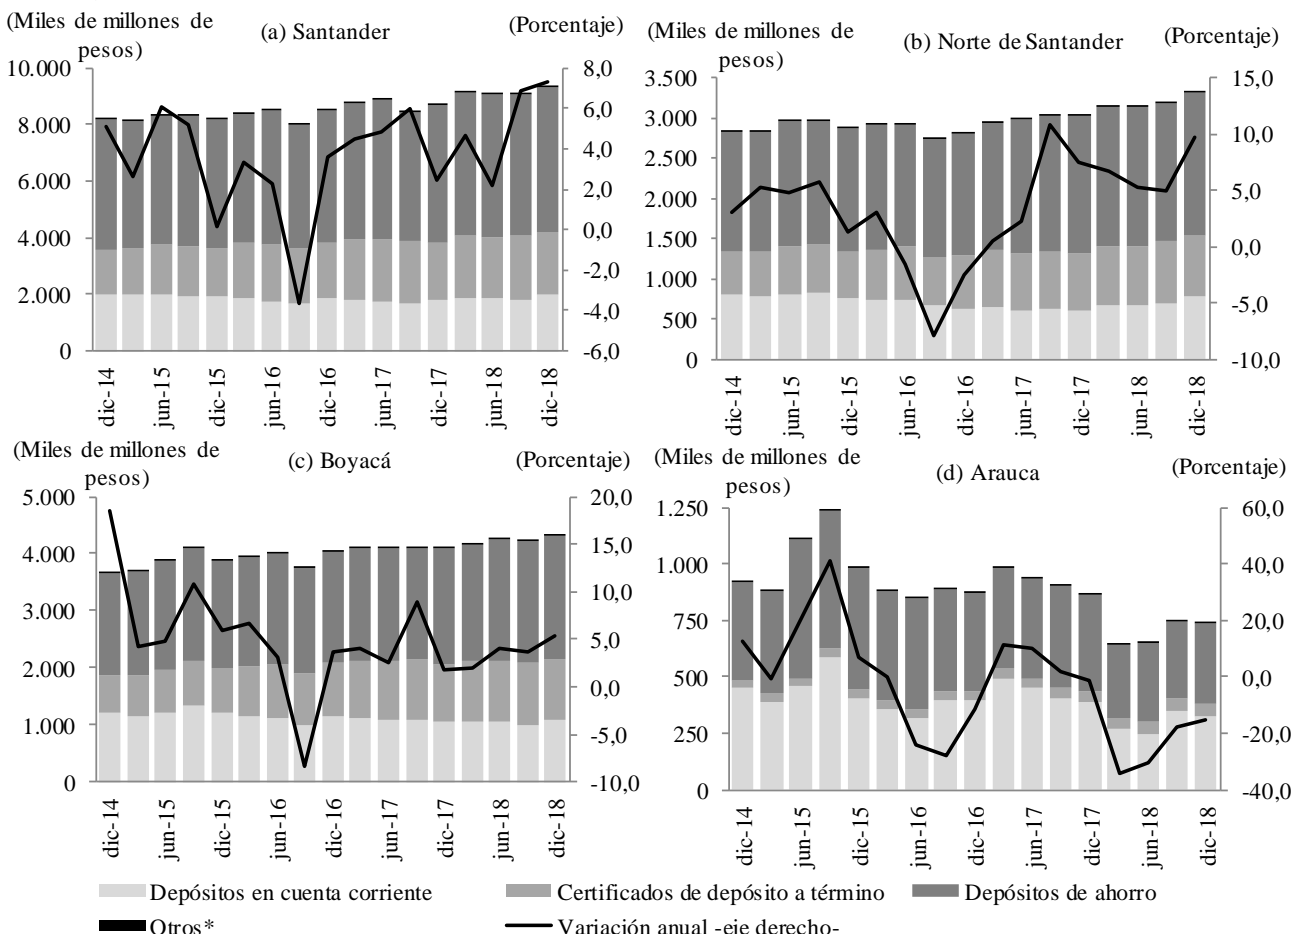 (Miles de millones de
pesos)
(a) Santander
(Porcentaje)
10.000
8.000
6.000
4.000
2.000
0
8,0
6,0
4,0
2,0
0,0
-2,0
-4,0
-6,0
dic-14
jun-15
dic-15
jun-16
dic-16
jun-17
dic-17
jun-18
dic-18
(Miles de millones de
pesos)
(b) Norte de Santander
(Porcentaje)
3.500
3.000
2.500
2.000
1.500
1.000
500
0
15,0
10,0
5,0
0,0
-5,0
-10,0
dic-14
jun-15
dic-15
jun-16
dic-16
jun-17
dic-17
jun-18
dic-18
(Miles de millones de
pesos)
(c) Boyacá
(Porcentaje)
5.000
4.000
3.000
2.000
1.000
0
20,0
15,0
10,0
5,0
0,0
-5,0
-10,0
dic-14
jun-15
dic-15
jun-16
dic-16
jun-17
dic-17
jun-18
dic-18
(Miles de millones de
pesos)
(d) Arauca
(Porcentaje)
1.250
1.000
750
500
250
0
60,0
40,0
20,0
0,0
-20,0
-40,0
dic-14
jun-15
dic-15
jun-16
dic-16
jun-17
dic-17
jun-18
dic-18
Depósitos en cuenta corriente
Certificados de depósito a término
Depósitos de ahorro
Otros*
Variación anual -eje derecho-